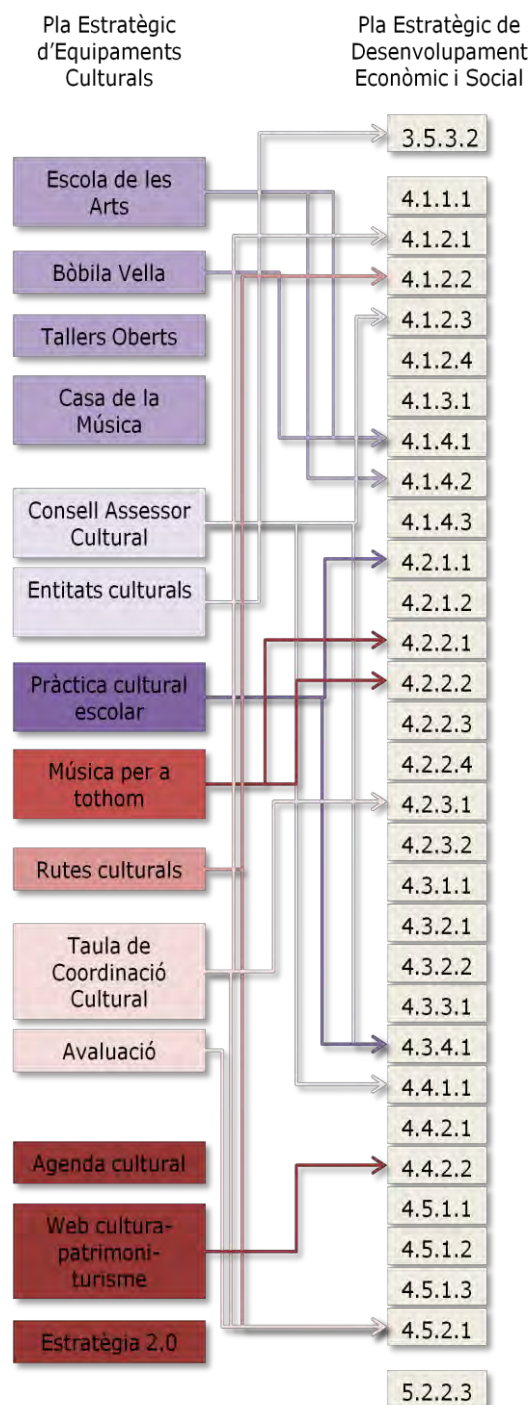 Pla Estratègic
d'Equipaments
Culturals
Pla Estratègic de
Desenvolupament
Econòmic i Social
Escola de les
Arts
Bòbila Vella
Tallers Oberts
Casa de la
Música
Consell Assessor
Cultural
Entitats culturals
Pràctica cultural
escolar
Música per a
tothom
Rutes culturals
Taula de
Coordinació
Cultural
Avaluació
Agenda cultural
Web cultura-
patrimoni-
turisme
Estratègia 2.0
3.5.3.2
4.1.1.1
4.1.2.1
4.1.2.2
4.1.2.3
4.1.2.4
4.1.3.1
4.1.4.1
4.1.4.2
4.1.4.3
4.2.1.1
4.2.1.2
4.2.2.1
4.2.2.2
4.2.2.3
4.2.2.4
4.2.3.1
4.2.3.2
4.3.1.1
4.3.2.1
4.3.2.2
4.3.3.1
4.3.4.1
4.4.1.1
4.4.2.1
4.4.2.2
4.5.1.1
4.5.1.2
4.5.1.3
4.5.2.1
5.2.2.3